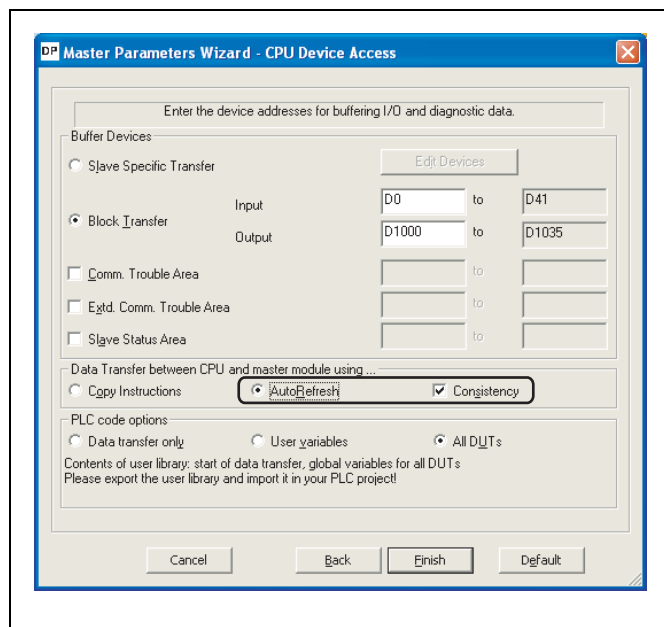 DP Master Parameters Wizard - CPU Device Access
Enter the device addresses for buffering I/O and diagnostic data.
Buffer Devices
Slave Specific Transfer Edit Devices
Input D0 to D41
Block Transfer
Output D1000 to D1035
Comm. Trouble Area to
Extd. Comm. Trouble Area to
Slave Status Area to
Data Transfer between CPU and master module using ...
Copy Instructions AutoRefresh Consistency
PLC code options
Data transfer only User variables All DUTs
Contents of user library: start of data transfer, global variables for all DUTs
Please export the user library and import it in your PLC project!
Cancel Back Finish Default